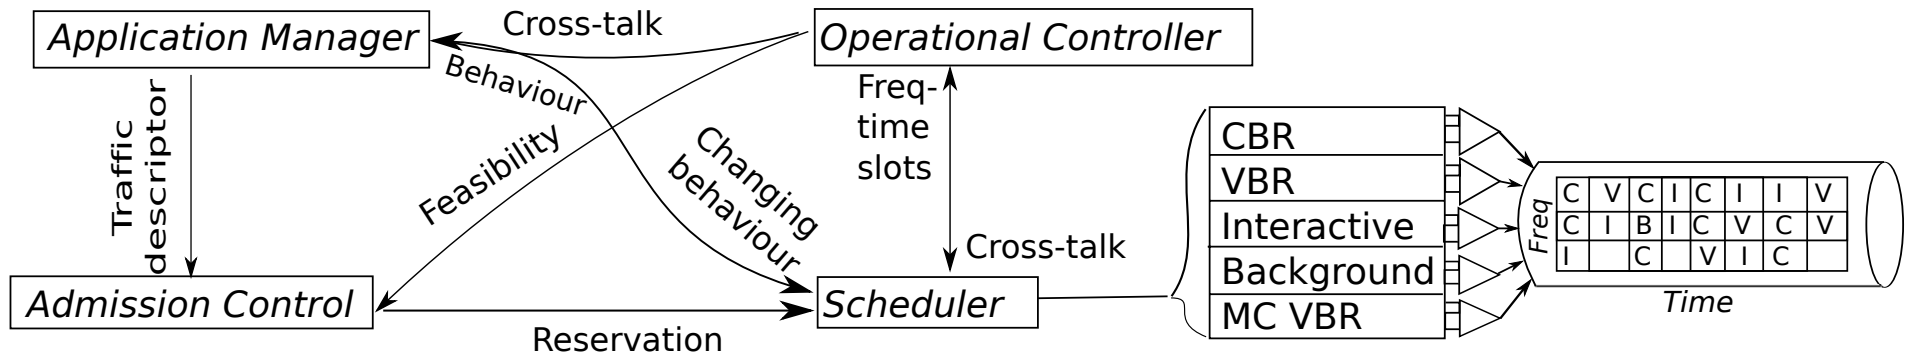 Application Manager
Cross-talk
Operational Controller
Behaviour
Traffic
descriptor
Feasibility
Changing
behaviour
Freq-
time
slots
Cross-talk
Admission Control
Reservation
Scheduler
CBR
VBR
Interactive
Background
MC VBR
Freq
C V C I C I I V
C I B I C V C V
I C V I C
Time